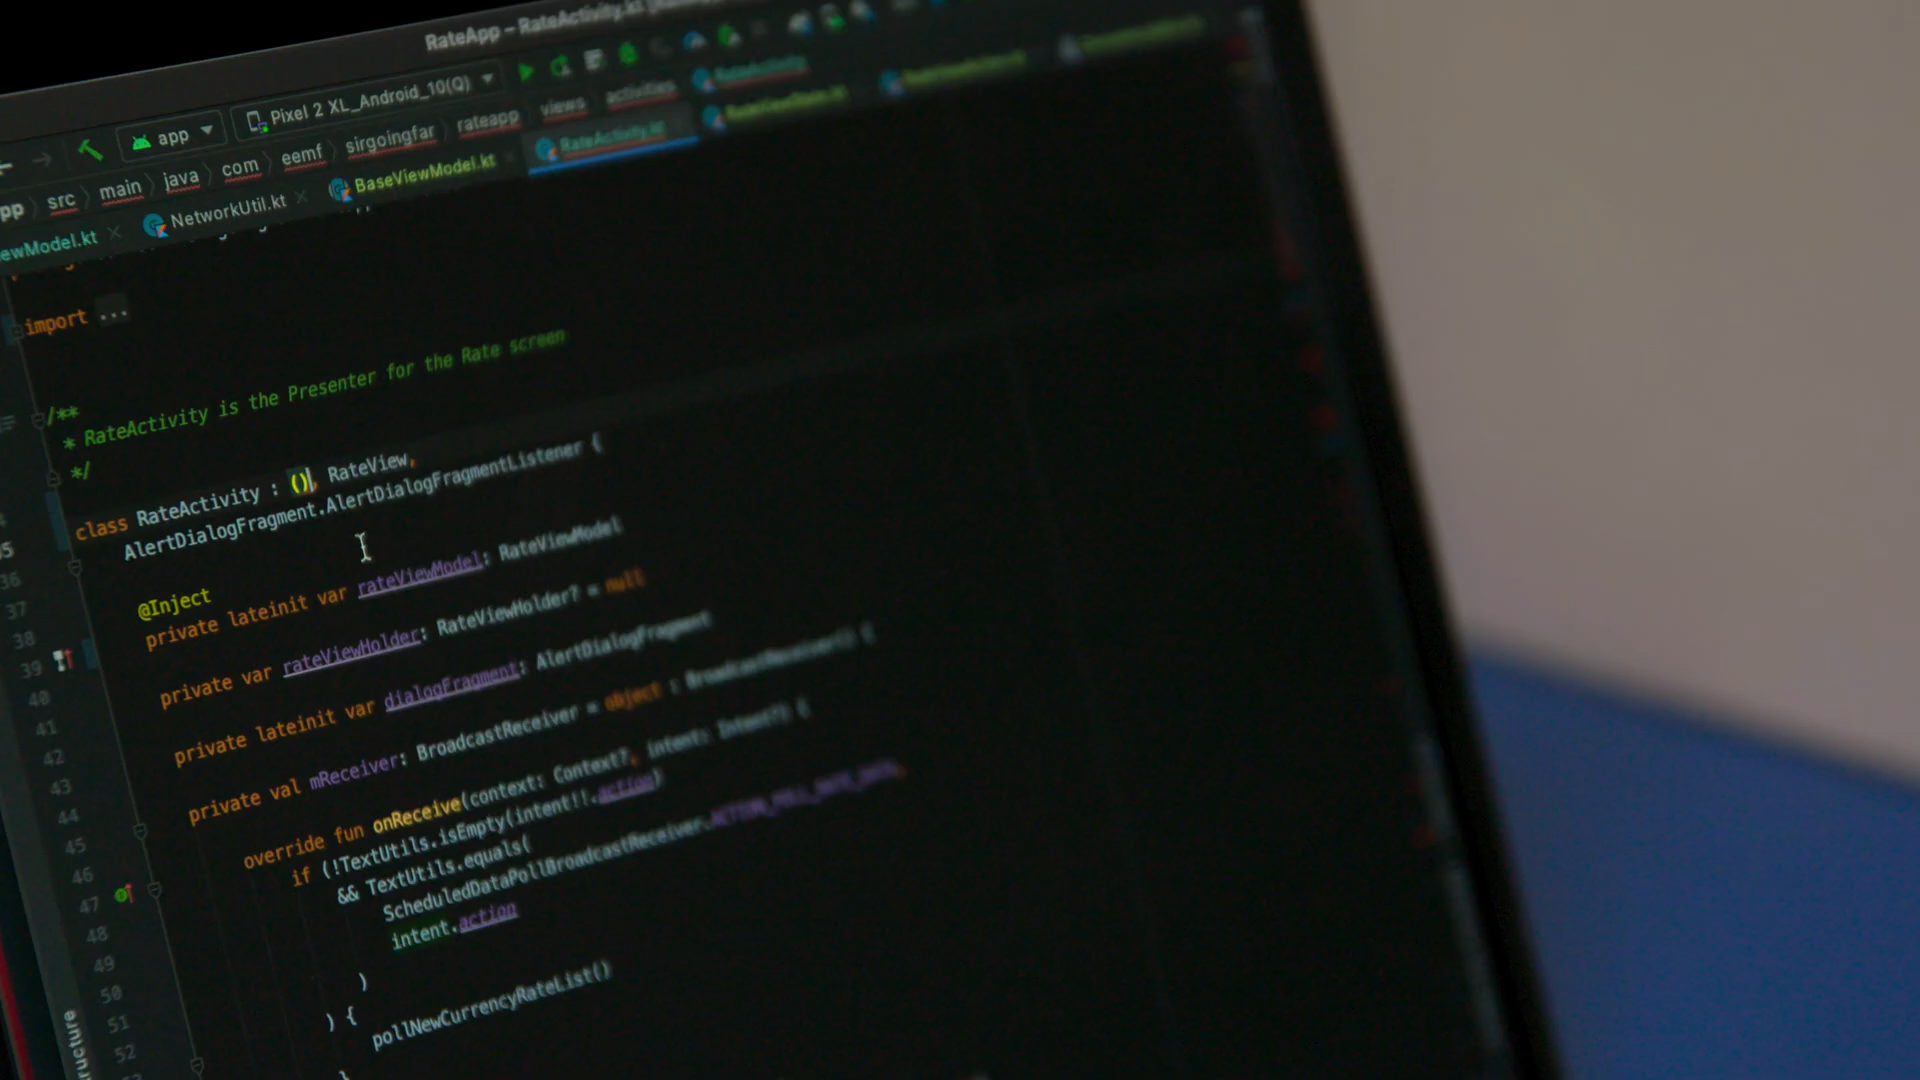 RateApp – RateActivity.kt
app Pixel 2 XL_Android_10(Q)
pp src main java com eemf sirgoingfar rateapp views activities RateActivity
ewModel.kt NetworkUtil.kt BaseViewModel.kt RateActivity.kt
import ...
/**
* RateActivity is the Presenter for the Rate screen
*/
class RateActivity : (), RateView,
AlertDialogFragment.AlertDialogFragmentListener {
@Inject
private lateinit var rateViewModel: RateViewModel
private var rateViewHolder: RateViewHolder? = null
private lateinit var dialogFragment: AlertDialogFragment
private val mReceiver: BroadcastReceiver = object : BroadcastReceiver() {
override fun onReceive(context: Context?, intent: Intent?) {
if (!TextUtils.isEmpty(intent!!.action)
&& TextUtils.equals(
ScheduledDataPollBroadcastReceiver.ACTION_POLL_RATE_DATA,
intent.action
)
) {
pollNewCurrencyRateList()
}
35
36
37
38
39
40
41
42
43
44
45
46
47
48
49
50
51
52
ructure